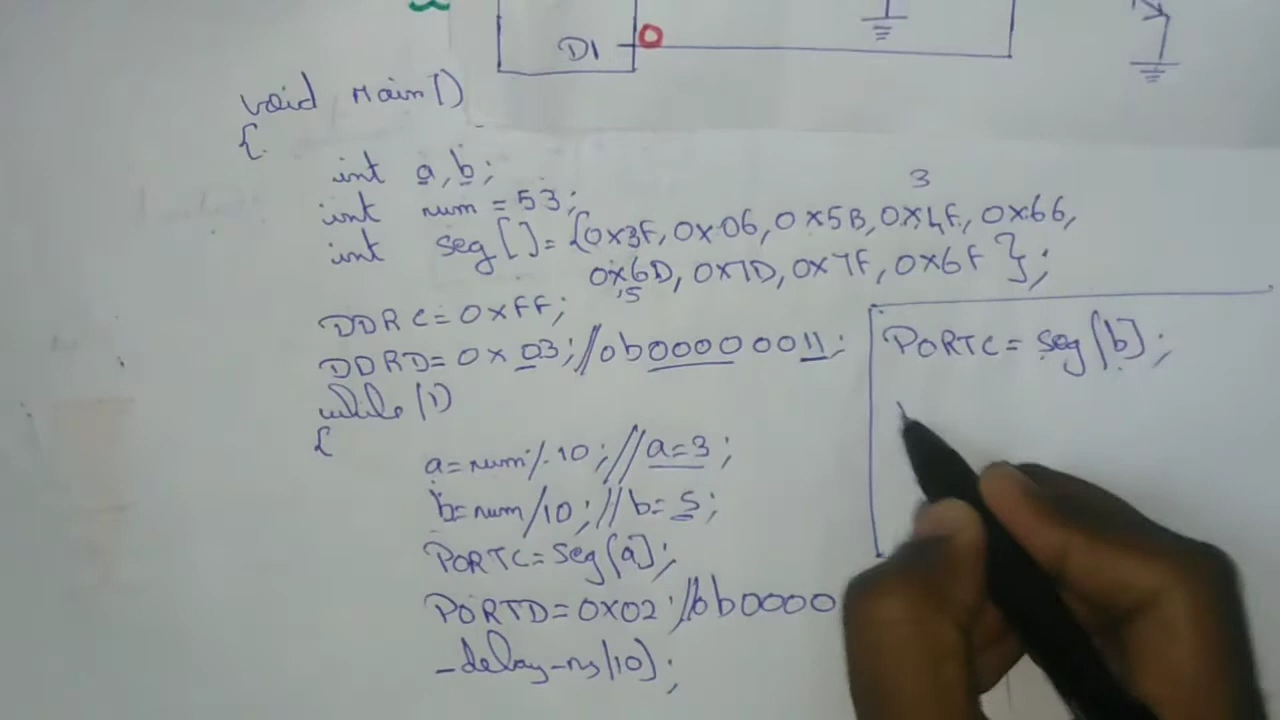 D1
void Main()
{
int a,b;
int num = 53;
3
int seg[]= {0x3F, 0x06, 0x5B, 0x4F, 0x66,
0x6D, 0x7D, 0x7F, 0x6F };
5
DDRC= 0xFF;
DDRD= 0x 03; //0b00000011;
while(1)
{
a=num%10; //a=3;
b=num/10; //b=5;
PORTC=seg[a];
PORTD=0x02 //0b0000
_delay_ms(10);
PORTC= seg[b];